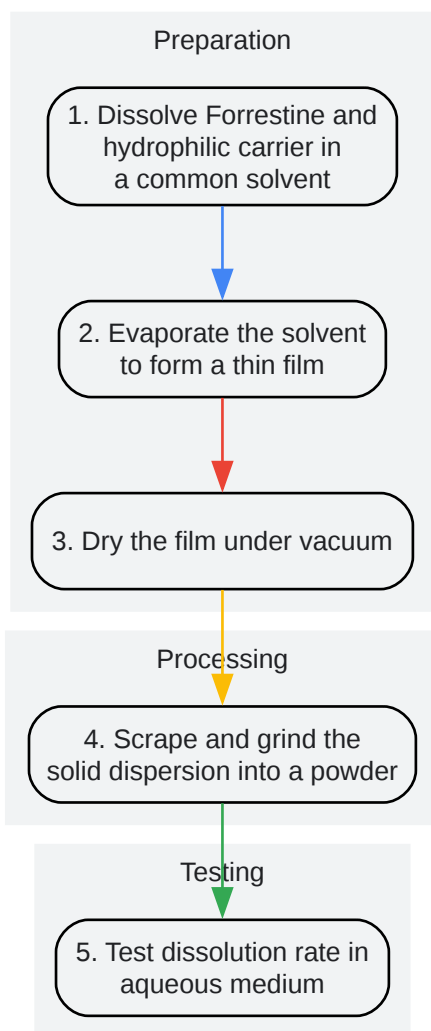 Preparation
1. Dissolve Forrestine and
hydrophilic carrier in
a common solvent
2. Evaporate the solvent
to form a thin film
3. Dry the film under vacuum
Processing
4. Scrape and grind the
solid dispersion into a powder
Testing
5. Test dissolution rate in
aqueous medium